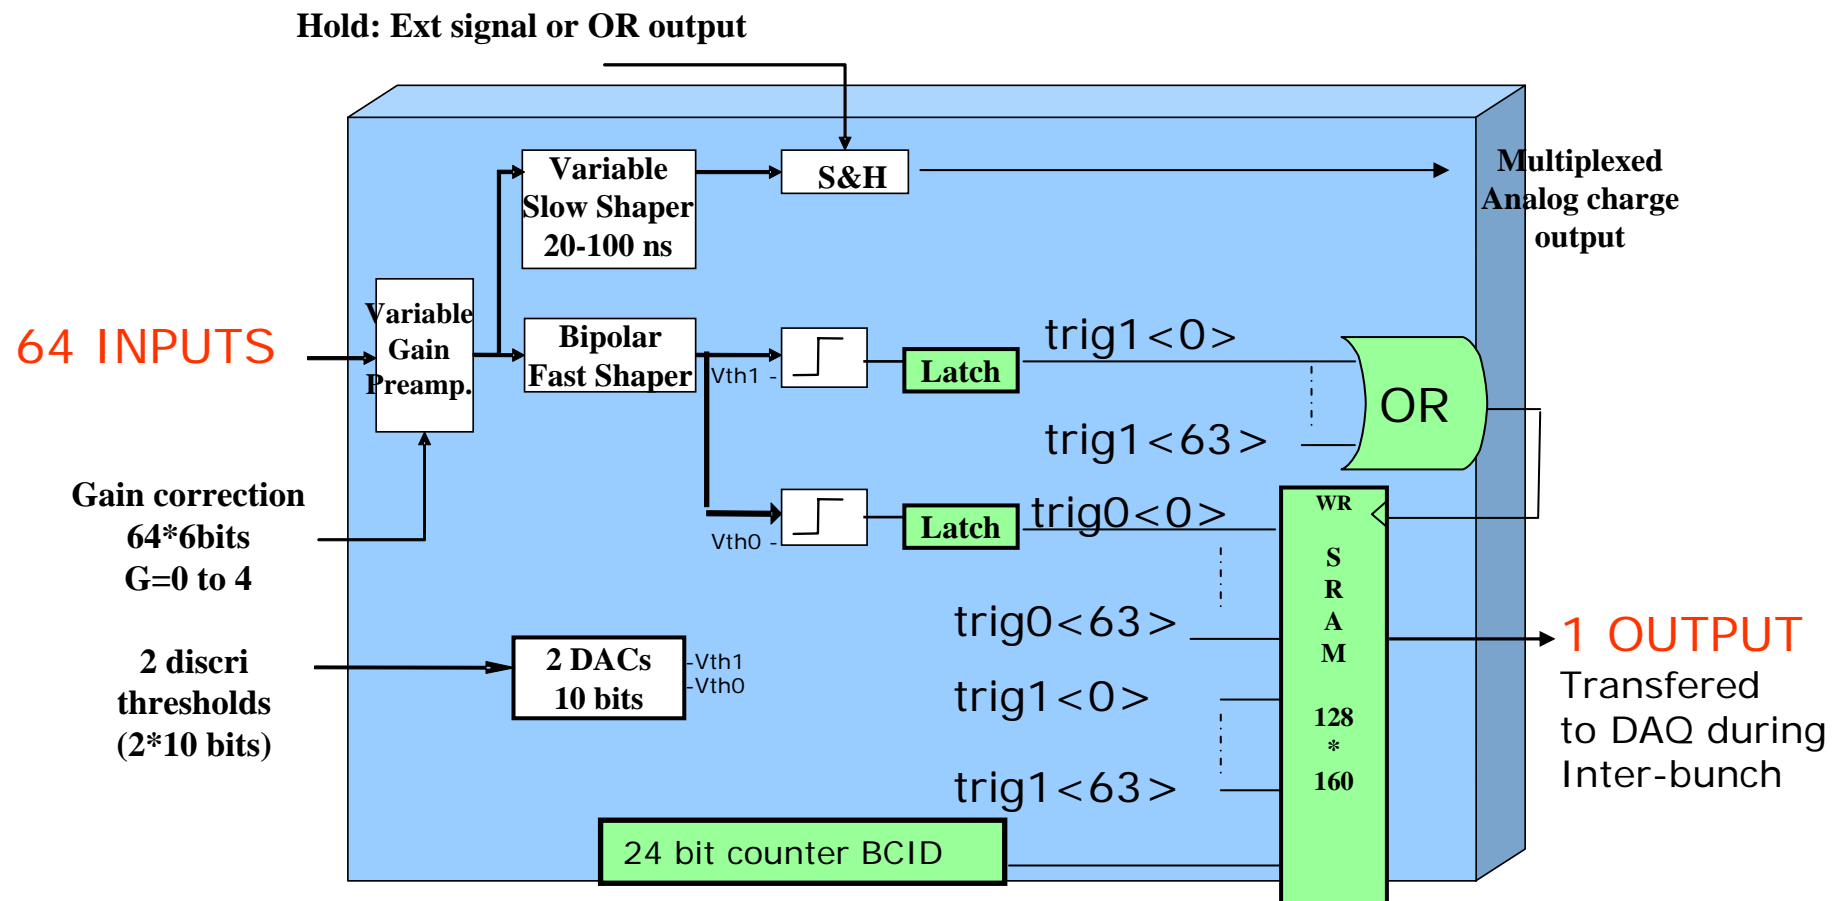 Hold: Ext signal or OR output
Variable
Slow Shaper
20-100 ns
S&H
Multiplexed
Analog charge
output
64 INPUTS
Variable
Gain
Preamp.
Bipolar
Fast Shaper
Vth1 -
Latch
trig1<0>
trig1<63>
OR
Gain correction
64*6bits
G=0 to 4
Vth0 -
Latch
trig0<0>
trig0<63>
trig1<0>
trig1<63>
WR
S
R
A
M
128
*
160
2 discri
thresholds
(2*10 bits)
2 DACs
10 bits
-Vth1
-Vth0
1 OUTPUT
Transfered
to DAQ during
Inter-bunch
24 bit counter BCID